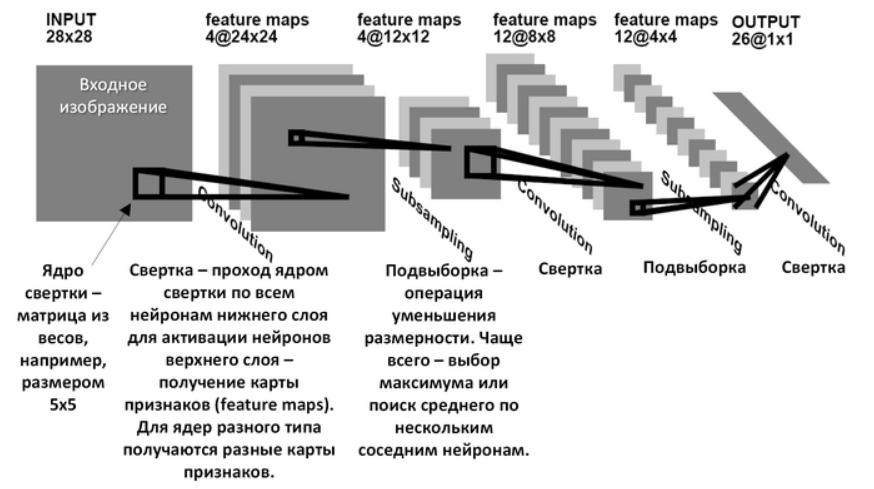 INPUT
28x28
feature maps
4@24x24
feature maps
4@12x12
feature maps
12@8x8
feature maps
12@4x4
OUTPUT
26@1x1
Входное
изображение
Convolution
Subsampling
Convolution
Subsampling
Convolution
Ядро
свертки –
матрица из
весов,
например,
размером
5x5
Свертка – проход ядром
свертки по всем
нейронам нижнего слоя
для активации нейронов
верхнего слоя –
получение карты
признаков (feature maps).
Для ядер разного типа
получаются разные карты
признаков.
Подвыборка –
операция
уменьшения
размерности. Чаще
всего – выбор
максимума или
поиск среднего по
нескольким
соседним нейронам.
Свертка
Подвыборка
Свертка